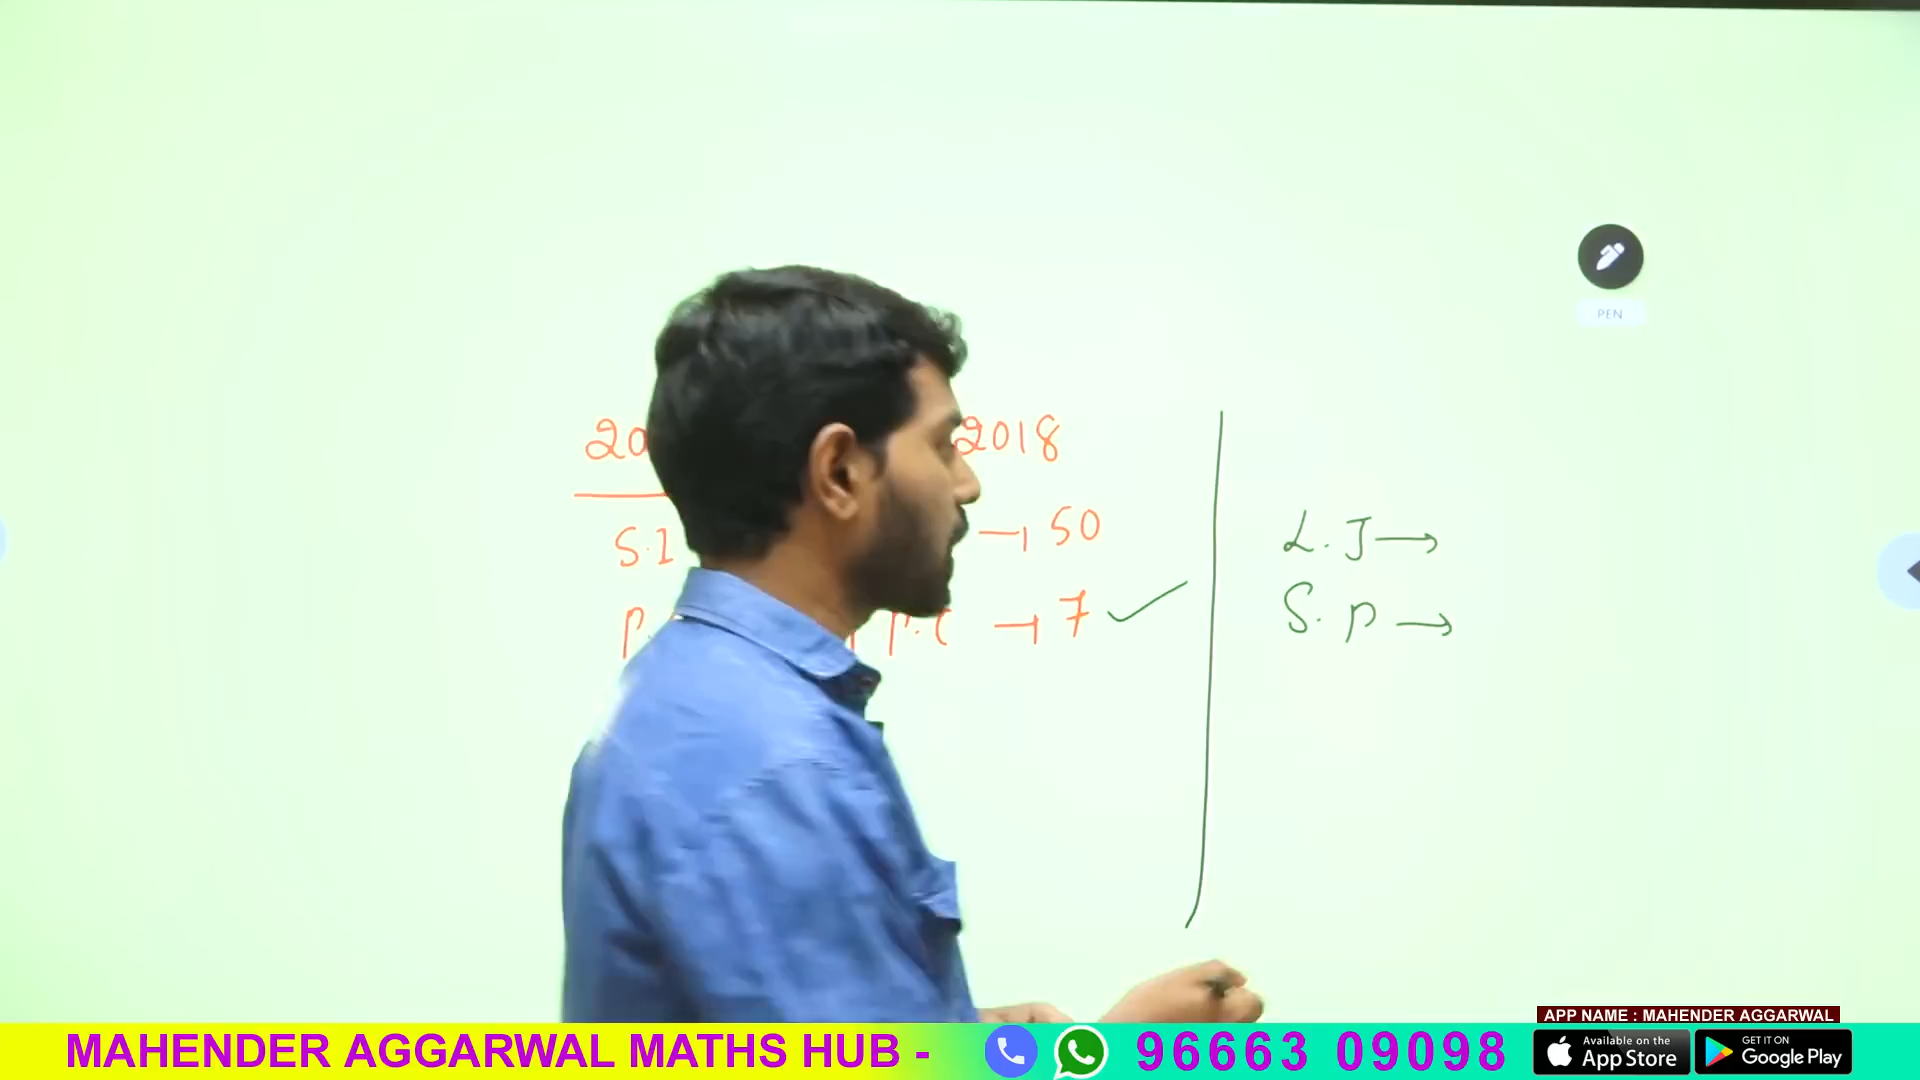 PEN
2018
S.I → 50
→ 7 ✓
L.J →
S.P →
APP NAME : MAHENDER AGGARWAL
MAHENDER AGGARWAL MATHS HUB - 96663 09098
Available on the App Store
GET IT ON Google Play